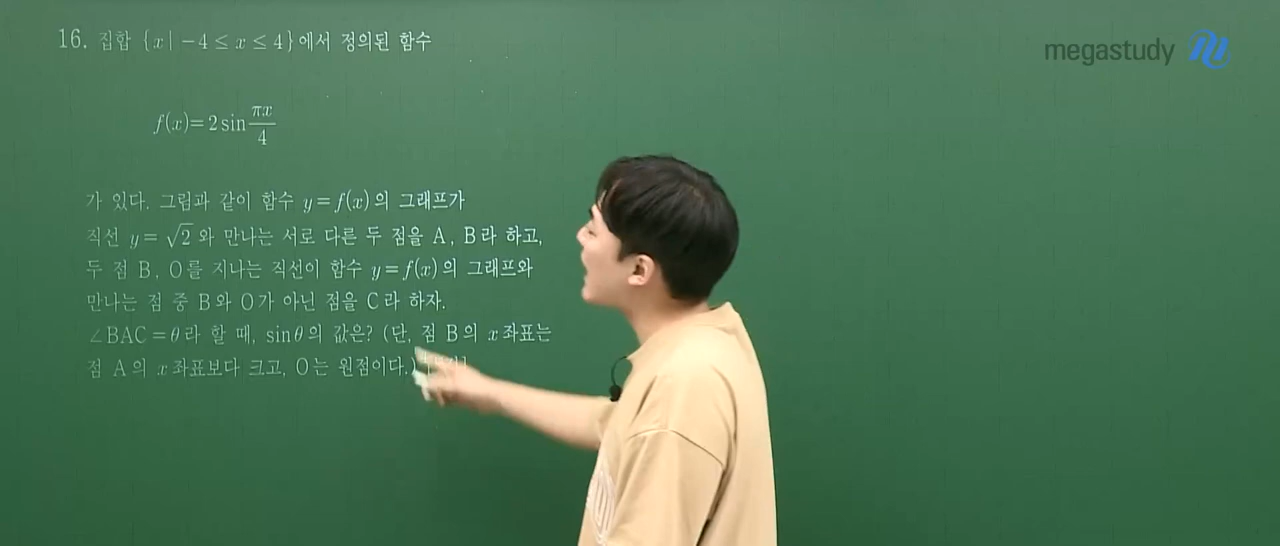 16. 집합 {x | −4 ≤ x ≤ 4}에서 정의된 함수
megastudy
f(x)=2sin πx/4
가 있다. 그림과 같이 함수 y=f(x)의 그래프가
직선 y=√2 와 만나는 서로 다른 두 점을 A, B라 하고,
두 점 B, O를 지나는 직선이 함수 y=f(x)의 그래프와
만나는 점 중 B와 O가 아닌 점을 C라 하자.
∠BAC=θ라 할 때, sinθ의 값은? (단, 점 B의 x좌표는
점 A의 x좌표보다 크고, O는 원점이다.)